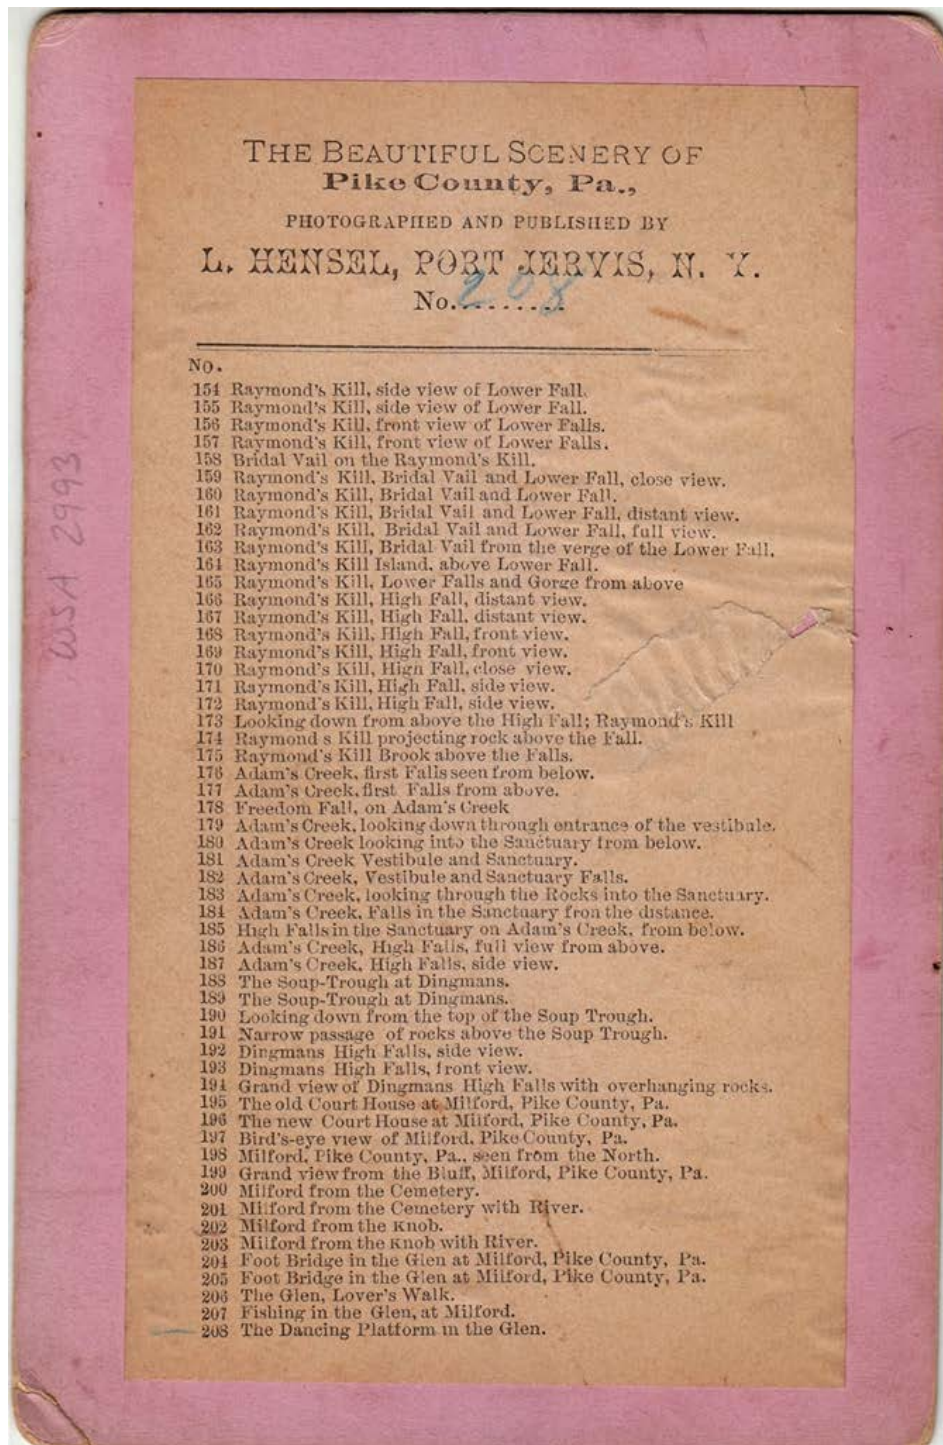 THE BEAUTIFUL SCENERY OF
Pike County, Pa.,
PHOTOGRAPHED AND PUBLISHED BY
L. HENSEL, PORT JERVIS, N. Y.
No. 208
No.
154 Raymond's Kill, side view of Lower Fall.
155 Raymond's Kill, side view of Lower Fall.
156 Raymond's Kill, front view of Lower Falls.
157 Raymond's Kill, front view of Lower Falls.
158 Bridal Vail on the Raymond's Kill.
159 Raymond's Kill, Bridal Vail and Lower Fall, close view.
160 Raymond's Kill, Bridal Vail and Lower Fall.
161 Raymond's Kill, Bridal Vail and Lower Fall, distant view.
162 Raymond's Kill, Bridal Vail and Lower Fall, full view.
163 Raymond's Kill, Bridal Vail from the verge of the Lower Fall.
164 Raymond's Kill Island, above Lower Fall.
165 Raymond's Kill, Lower Falls and Gorge from above
166 Raymond's Kill, High Fall, distant view.
167 Raymond's Kill, High Fall, distant view.
168 Raymond's Kill, High Fall, front view.
169 Raymond's Kill, High Fall, front view.
170 Raymond's Kill, High Fall, close view.
171 Raymond's Kill, High Fall, side view.
172 Raymond's Kill, High Fall, side view.
173 Looking down from above the High Fall; Raymond's Kill
174 Raymond s Kill projecting rock above the Fall.
175 Raymond's Kill Brook above the Falls.
176 Adam's Creek, first Falls seen from below.
177 Adam's Creek, first Falls from above.
178 Freedom Fall, on Adam's Creek
179 Adam's Creek, looking down through entrance of the vestibule.
180 Adam's Creek looking into the Sanctuary from below.
181 Adam's Creek Vestibule and Sanctuary.
182 Adam's Creek, Vestibule and Sanctuary Falls.
183 Adam's Creek, looking through the Rocks into the Sanctuary.
184 Adam's Creek, Falls in the Sanctuary fron the distance.
185 High Falls in the Sanctuary on Adam's Creek, from below.
186 Adam's Creek, High Falls, full view from above.
187 Adam's Creek, High Falls, side view.
188 The Soup-Trough at Dingmans.
189 The Soup-Trough at Dingmans.
190 Looking down from the top of the Soup Trough.
191 Narrow passage of rocks above the Soup Trough.
192 Dingmans High Falls, side view.
193 Dingmans High Falls, front view.
194 Grand view of Dingmans High Falls with overhanging rocks.
195 The old Court House at Milford, Pike County, Pa.
196 The new Court House at Milford, Pike County, Pa.
197 Bird's-eye view of Milford, Pike County, Pa.
198 Milford, Pike County, Pa., seen from the North.
199 Grand view from the Bluff, Milford, Pike County, Pa.
200 Milford from the Cemetery.
201 Milford from the Cemetery with River.
202 Milford from the Knob.
203 Milford from the Knob with River.
204 Foot Bridge in the Glen at Milford, Pike County, Pa.
205 Foot Bridge in the Glen at Milford, Pike County, Pa.
206 The Glen, Lover's Walk.
207 Fishing in the Glen, at Milford.
208 The Dancing Platform in the Glen.
WSA 2993